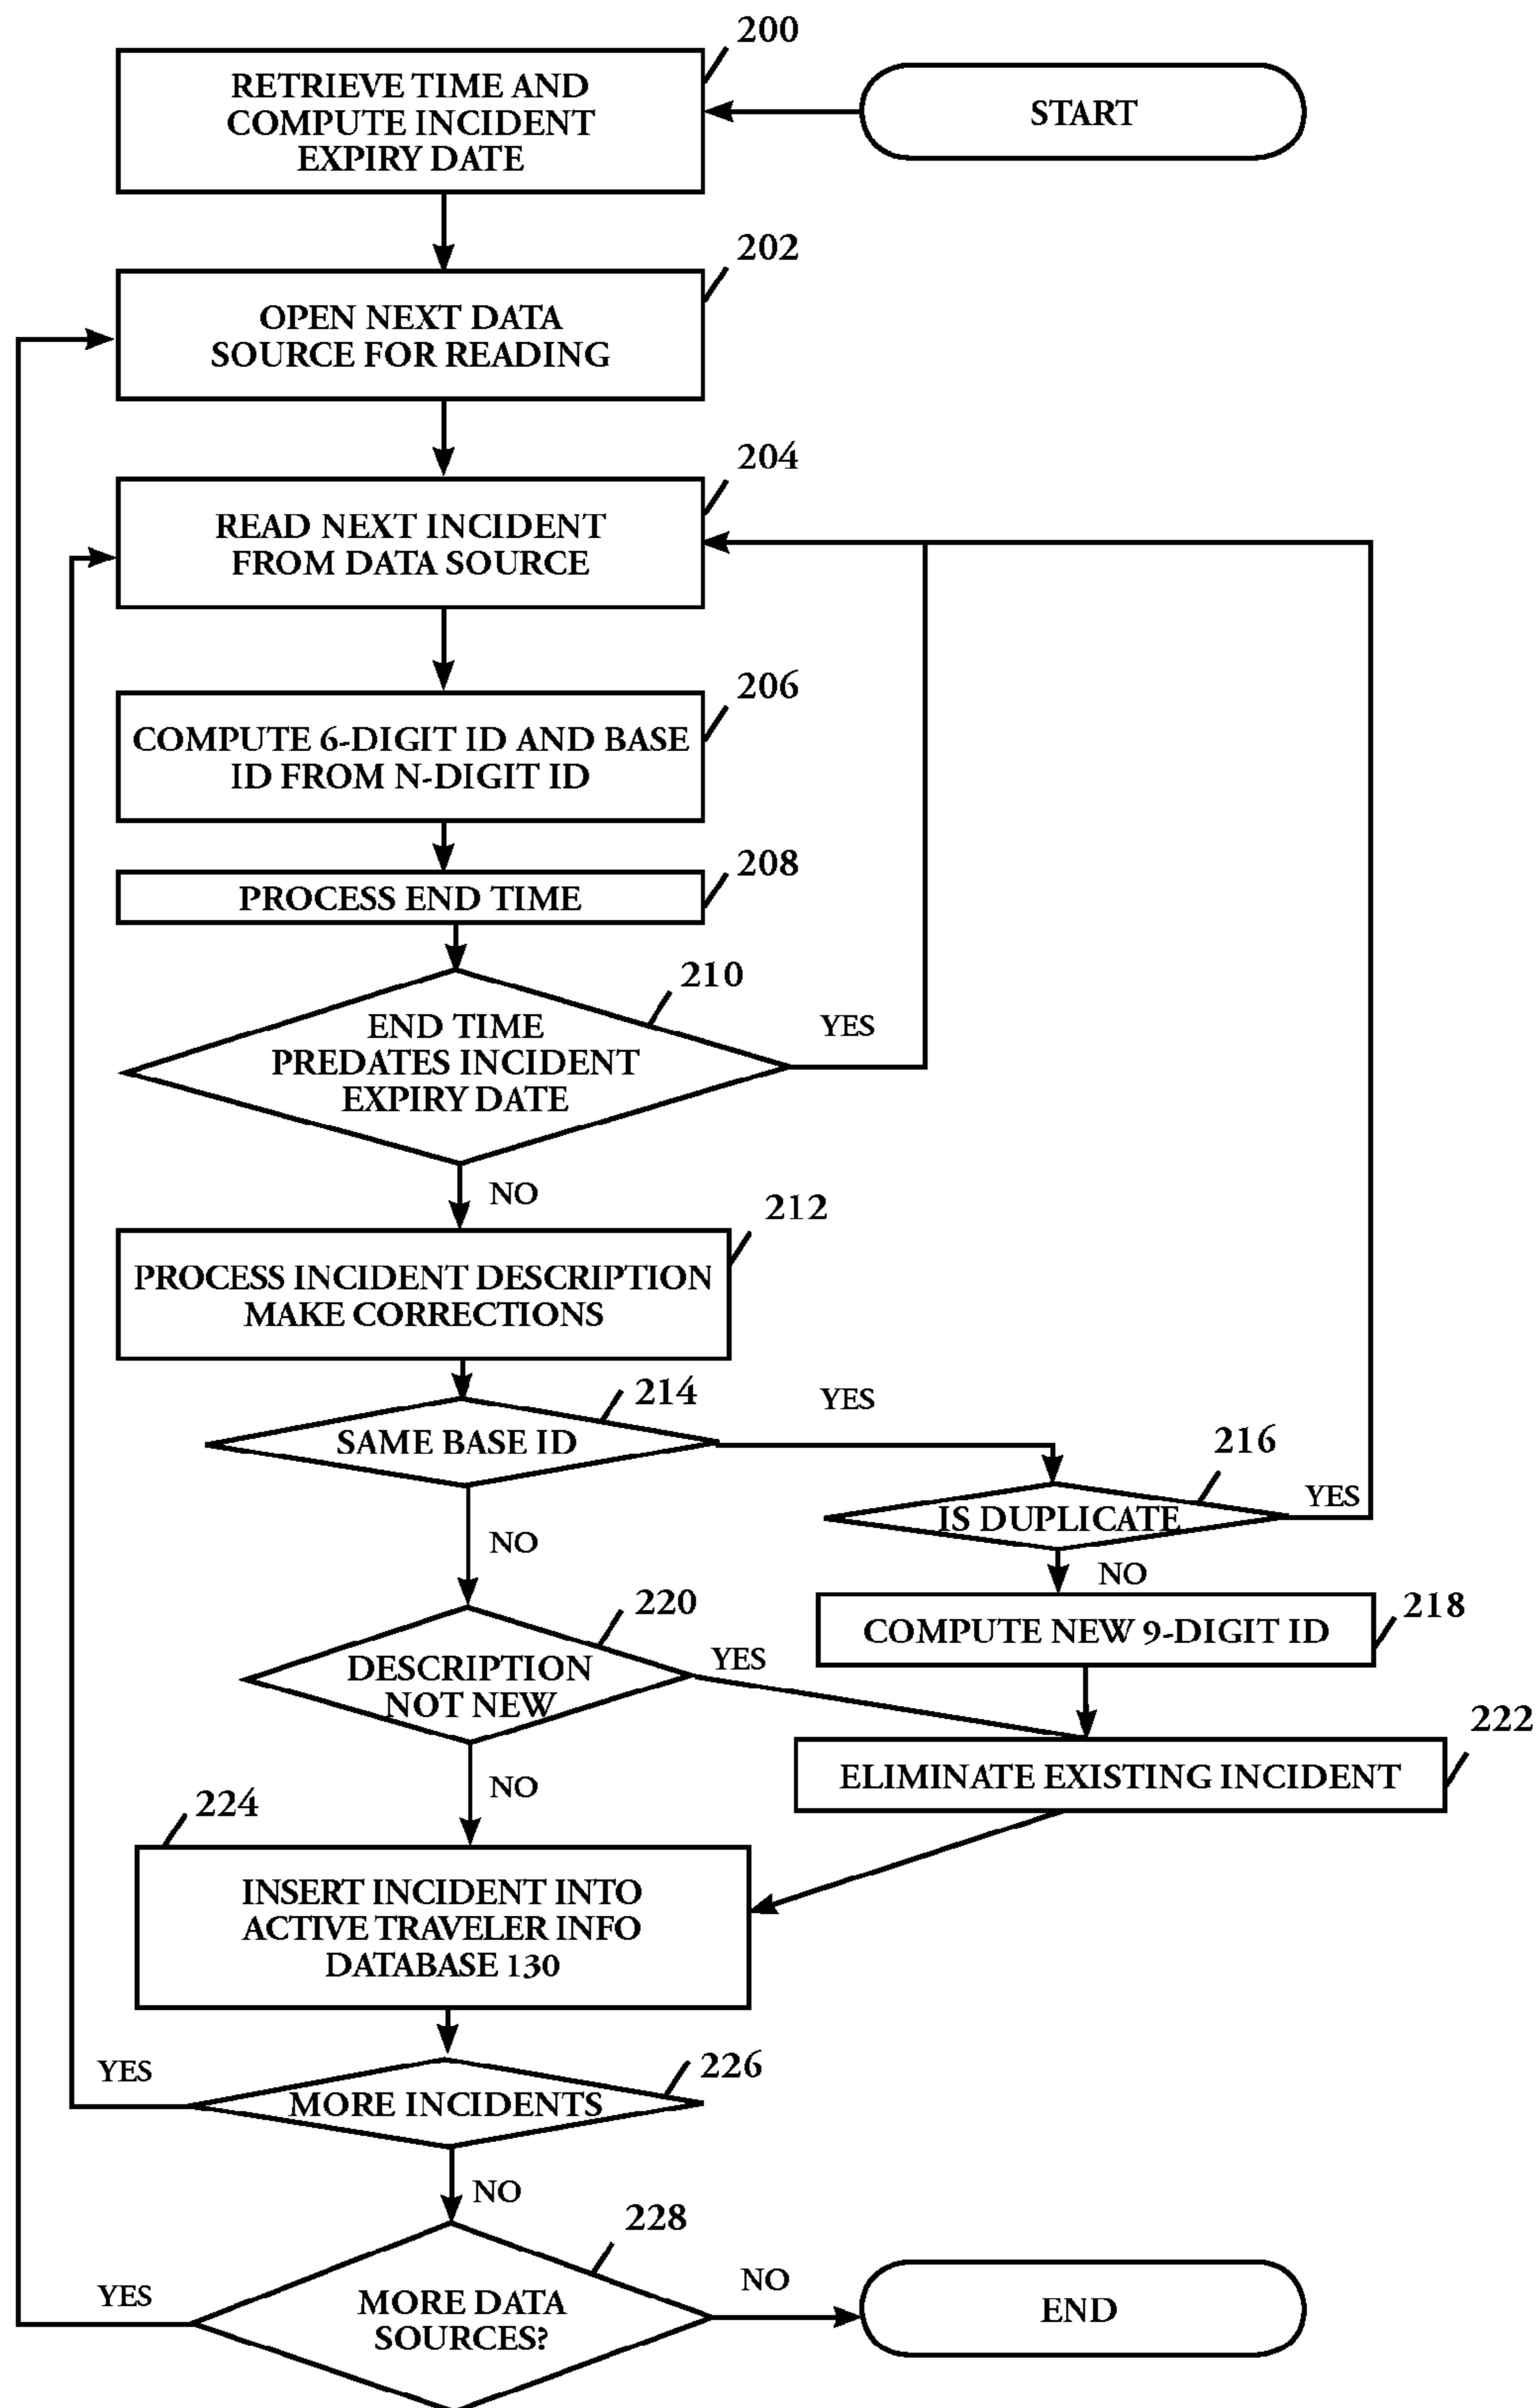 200
RETRIEVE TIME AND
COMPUTE INCIDENT
EXPIRY DATE
START
202
OPEN NEXT DATA
SOURCE FOR READING
204
READ NEXT INCIDENT
FROM DATA SOURCE
206
COMPUTE 6-DIGIT ID AND BASE
ID FROM N-DIGIT ID
208
PROCESS END TIME
210
END TIME
PREDATES INCIDENT
EXPIRY DATE
YES
NO
212
PROCESS INCIDENT DESCRIPTION
MAKE CORRECTIONS
214
SAME BASE ID
YES
216
IS DUPLICATE
YES
NO
NO
218
COMPUTE NEW 9-DIGIT ID
220
DESCRIPTION
NOT NEW
YES
222
ELIMINATE EXISTING INCIDENT
NO
224
INSERT INCIDENT INTO
ACTIVE TRAVELER INFO
DATABASE 130
226
MORE INCIDENTS
YES
NO
228
MORE DATA
SOURCES?
YES
NO
END